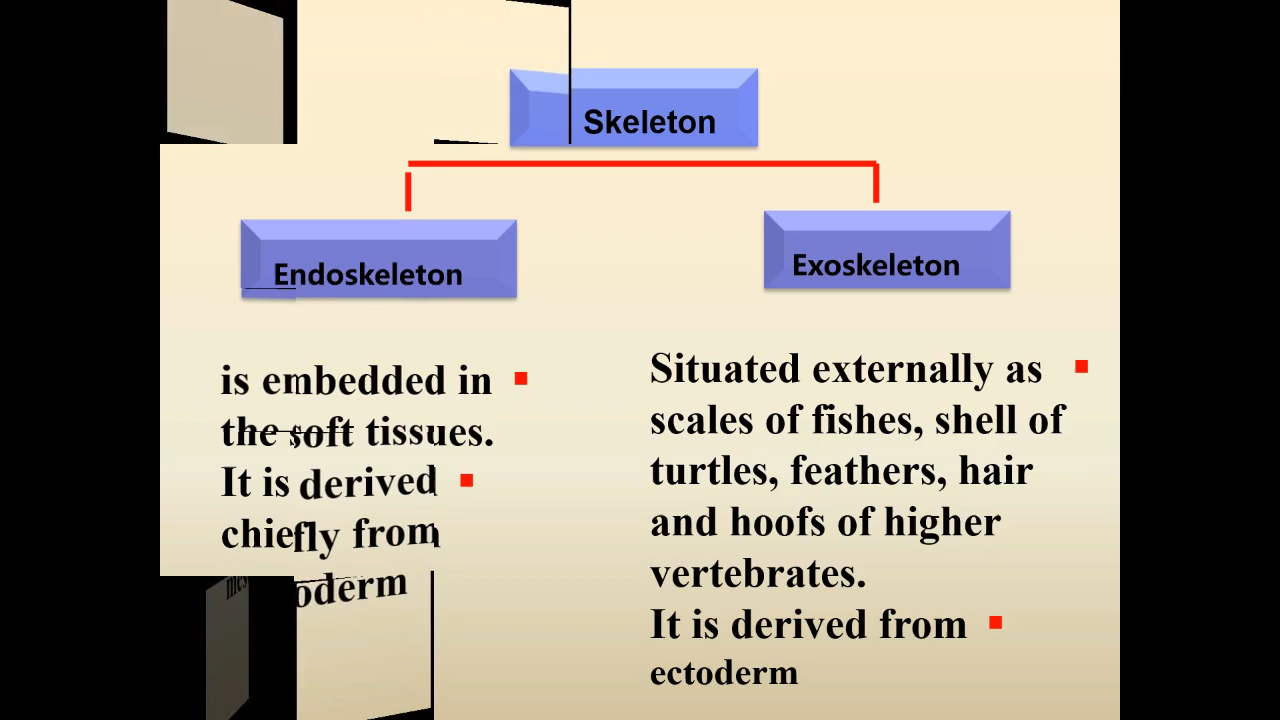 Skeleton
Endoskeleton
Exoskeleton
is embedded in
the soft tissues.
It is derived
chiefly from
oderm
Situated externally as
scales of fishes, shell of
turtles, feathers, hair
and hoofs of higher
vertebrates.
It is derived from
ectoderm